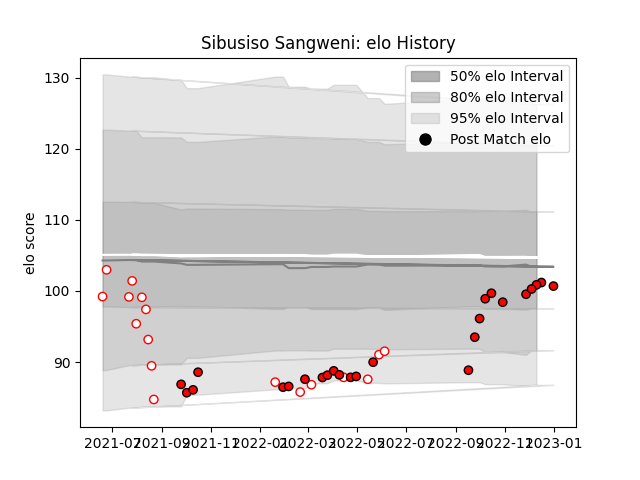 Sibusiso Sangweni: elo History
50% elo Interval
80% elo Interval
95% elo Interval
Post Match elo
elo score
130
120
110
100
90
2021-07 2021-09 2021-11 2022-01 2022-03 2022-05 2022-07 2022-09 2022-11 2023-01